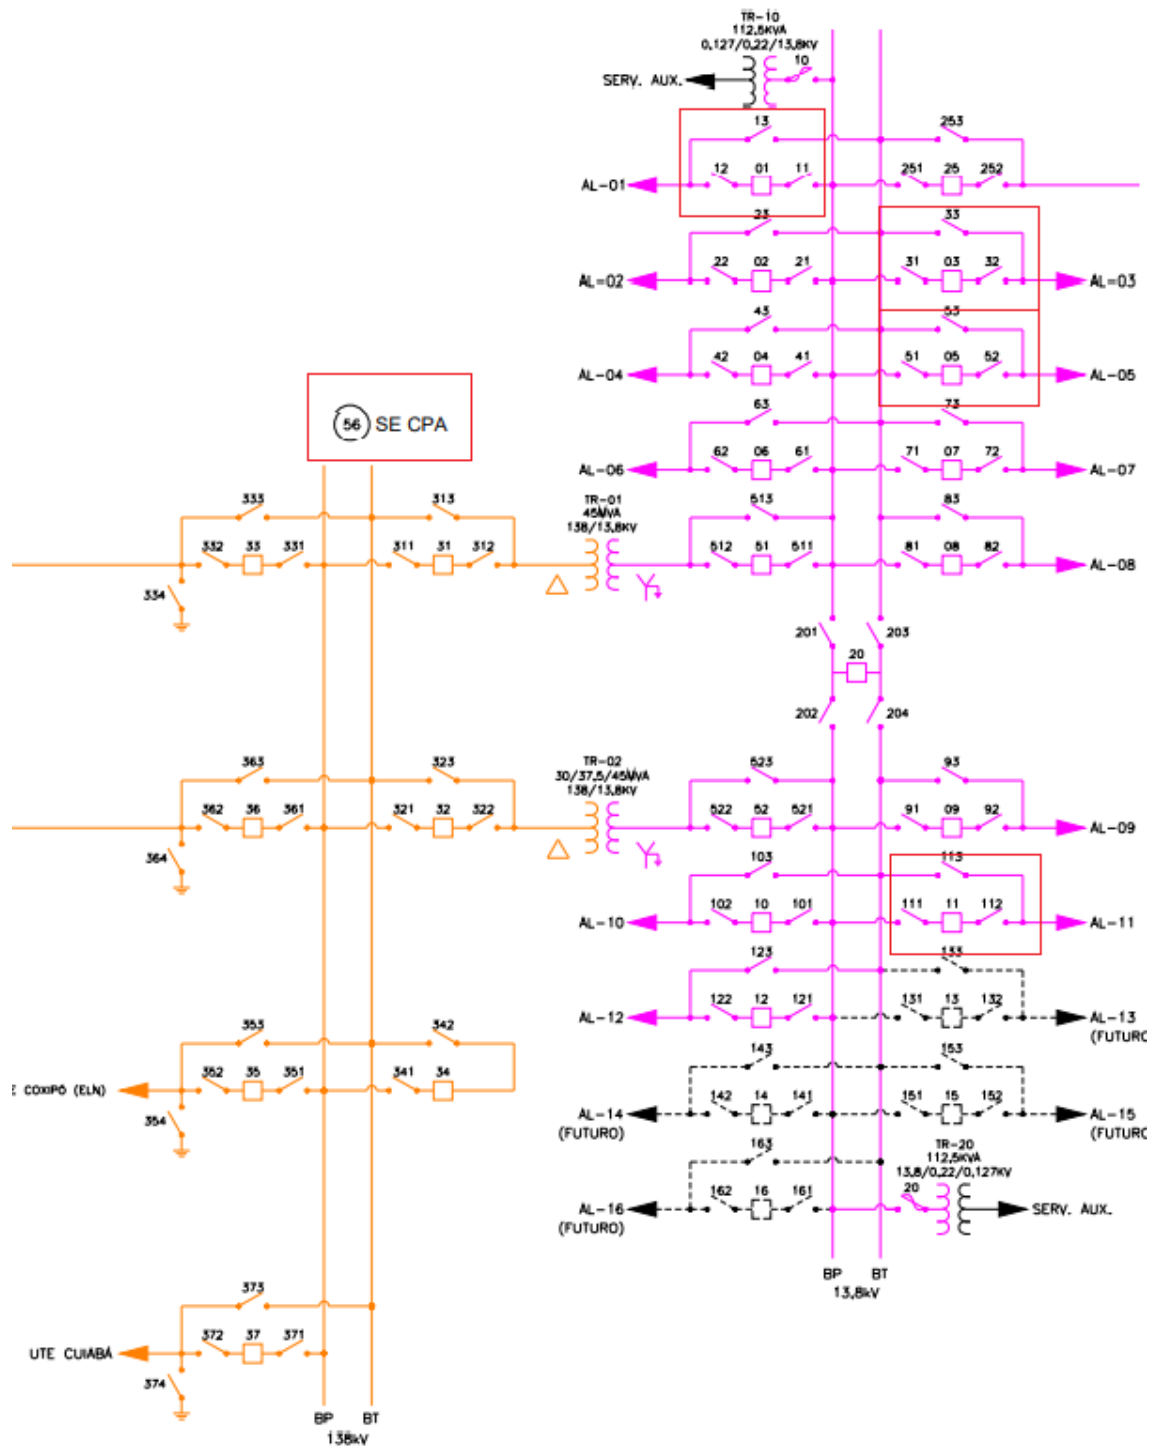 TR-10
112,5KVA
0,127/0,22/13,8KV
10
SERV. AUX.
13
253
12 01 11
251 25 252
AL-01
23
33
22 02 21
31 03 32
AL-02
AL-03
43
53
42 04 41
51 05 52
AL-04
AL-05
56 SE CPA
63
73
62 06 61
71 07 72
AL-06
AL-07
333
313
TR-01
45MVA
138/13,8KV
513
83
332 33 331
311 31 312
512 51 511
81 08 82
AL-08
334
201
203
20
202
204
363
323
TR-02
30/37,5/45MVA
138/13,8KV
523
93
362 36 361
321 32 322
522 52 521
91 09 92
AL-09
364
103
113
102 10 101
111 11 112
AL-10
AL-11
123
133
122 12 121
131 13 132
AL-12
AL-13
(FUTURO
353
342
143
153
352 35 351
341 34
142 14 141
151 15 152
E COXIPÓ (ELN)
AL-14
(FUTURO)
AL-15
(FUTURO
354
163
TR-20
112,5KVA
13,8/0,22/0,127KV
162 16 161
20
AL-16
(FUTURO)
SERV. AUX.
BP BT
13,8kV
373
372 37 371
UTE CUIABÁ
374
BP BT
138kV